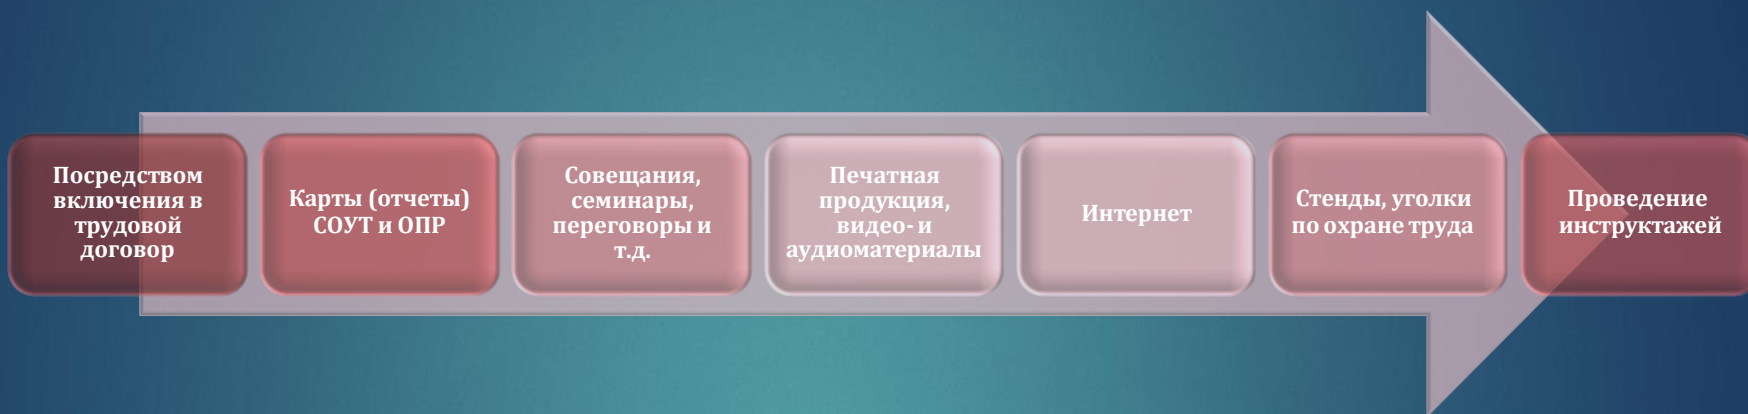 Посредством
включения в
трудовой
договор
Карты (отчеты)
СОУТ и ОПР
Совещания,
семинары,
переговоры и
т.д.
Печатная
продукция,
видео- и
аудиоматериалы
Интернет
Стенды, уголки
по охране труда
Проведение
инструктажей